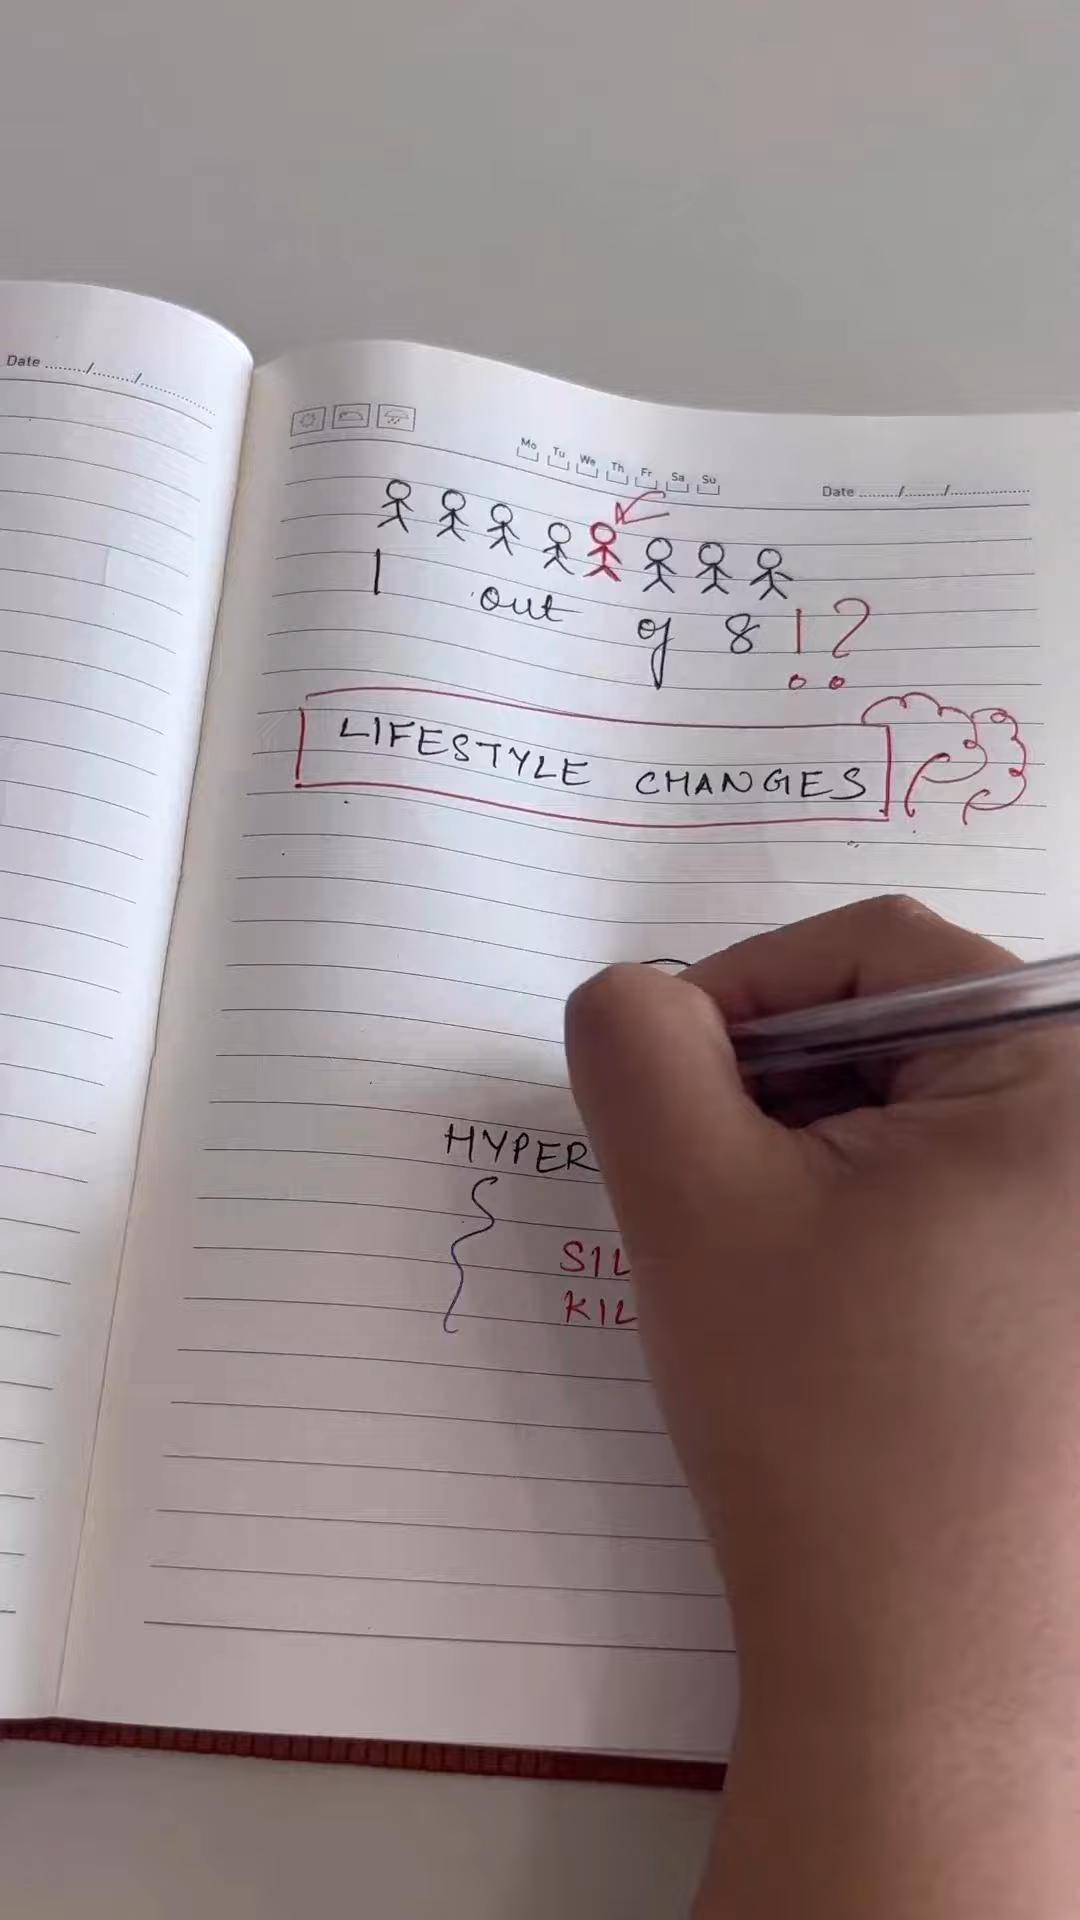 Date ......../......../..............
Mo Tu We Th Fr Sa Su
Date ......../......../..............
1 out of 8 !?
LIFESTYLE CHANGES
HYPER
SIL
KIL